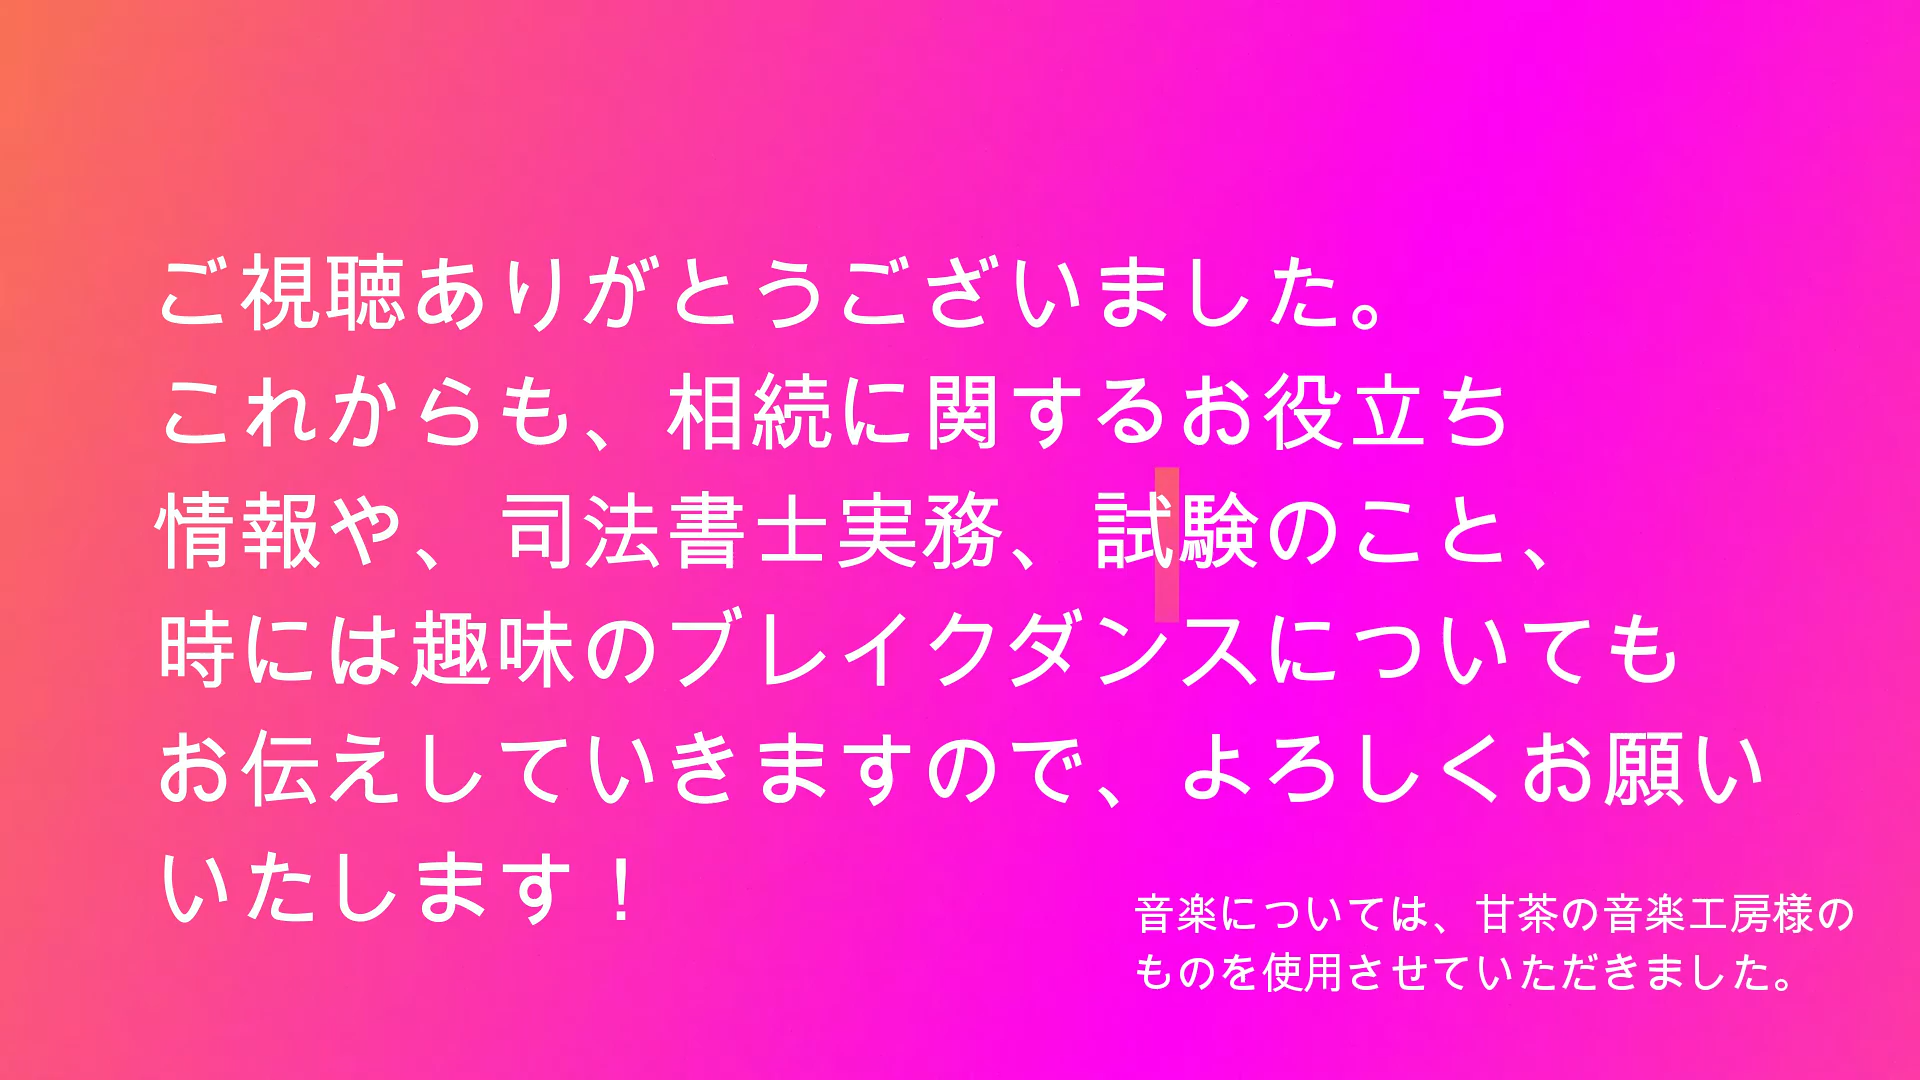 ご視聴ありがとうございました。
これからも、相続に関するお役立ち
情報や、司法書士実務、試験のこと、
時には趣味のブレイクダンスについても
お伝えしていきますので、よろしくお願い
いたします！
音楽については、甘茶の音楽工房様の
ものを使用させていただきました。